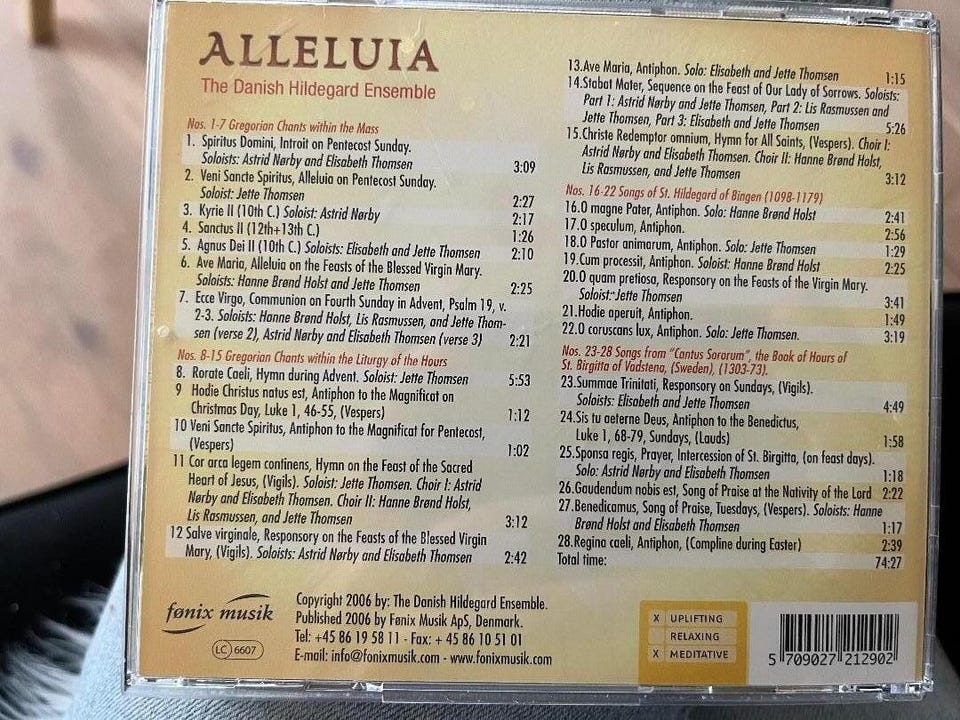 ALLELUIA
The Danish Hildegard Ensemble
Nos. 1-7 Gregorian Chants within the Mass
1. Spiritus Domini, Introit on Pentecost Sunday.
Soloists: Astrid Nørby and Elisabeth Thomsen 3:09
2. Veni Sancte Spiritus, Alleluia on Pentecost Sunday.
Soloist: Jette Thomsen 2:27
3. Kyrie II (10th C.) Soloist: Astrid Nørby 2:17
4. Sanctus II (12th+13th C.) 1:26
5. Agnus Dei II (10th C.) Soloists: Elisabeth and Jette Thomsen 2:10
6. Ave Maria, Alleluia on the Feasts of the Blessed Virgin Mary.
Soloists: Hanne Brønd Holst and Jette Thomsen 2:25
7. Ecce Virgo, Communion on Fourth Sunday in Advent, Psalm 19, v.
2-3. Soloists: Hanne Brønd Holst, Lis Rasmussen, and Jette Thom-
sen (verse 2), Astrid Nørby and Elisabeth Thomsen (verse 3) 2:21
Nos. 8-15 Gregorian Chants within the Liturgy of the Hours
8. Rorate Caeli, Hymn during Advent. Soloist: Jette Thomsen 5:53
9 Hodie Christus natus est, Antiphon to the Magnificat on
Christmas Day, Luke 1, 46-55, (Vespers) 1:12
10 Veni Sancte Spiritus, Antiphon to the Magnificat for Pentecost,
(Vespers) 1:02
11 Cor arca legem continens, Hymn on the Feast of the Sacred
Heart of Jesus, (Vigils). Soloist: Jette Thomsen. Choir I: Astrid
Nørby and Elisabeth Thomsen. Choir II: Hanne Brønd Holst,
Lis Rasmussen, and Jette Thomsen 3:12
12 Salve virginale, Responsory on the Feasts of the Blessed Virgin
Mary, (Vigils). Soloists: Astrid Nørby and Elisabeth Thomsen 2:42
13.Ave Maria, Antiphon. Solo: Elisabeth and Jette Thomsen 1:15
14.Stabat Mater, Sequence on the Feast of Our Lady of Sorrows. Soloists:
Part 1: Astrid Nørby and Jette Thomsen, Part 2: Lis Rasmussen and
Jette Thomsen, Part 3: Elisabeth and Jette Thomsen 5:26
15.Christe Redemptor omnium, Hymn for All Saints, (Vespers). Choir I:
Astrid Nørby and Elisabeth Thomsen. Choir II: Hanne Brønd Holst,
Lis Rasmussen, and Jette Thomsen 3:12
Nos. 16-22 Songs of St. Hildegard of Bingen (1098-1179)
16.O magne Pater, Antiphon. Solo: Hanne Brønd Holst 2:41
17.O speculum, Antiphon. 2:56
18.O Pastor animarum, Antiphon. Solo: Jette Thomsen 1:29
19.Cum processit, Antiphon. Soloist: Hanne Brønd Holst 2:25
20.O quam pretiosa, Responsory on the Feasts of the Virgin Mary.
Soloist: Jette Thomsen 3:41
21.Hodie aperuit, Antiphon. 1:49
22.O coruscans lux, Antiphon. Solo: Jette Thomsen. 3:19
Nos. 23-28 Songs from "Cantus Sororum", the Book of Hours of
St. Birgitta of Vadstena, (Sweden), (1303-73).
23.Summae Trinitati, Responsory on Sundays, (Vigils).
Soloists: Elisabeth and Jette Thomsen 4:49
24.Sis tu aeterne Deus, Antiphon to the Benedictus,
Luke 1, 68-79, Sundays, (Lauds) 1:58
25.Sponsa regis, Prayer, Intercession of St. Birgitta, (on feast days).
Solo: Astrid Nørby and Elisabeth Thomsen 1:18
26.Gaudendum nobis est, Song of Praise at the Nativity of the Lord 2:22
27.Benedicamus, Song of Praise, Tuesdays, (Vespers). Soloists: Hanne
Brønd Holst and Elisabeth Thomsen 1:17
28.Regina caeli, Antiphon, (Compline during Easter) 2:39
Total time: 74:27
fønix musik
LC 6607
Copyright 2006 by: The Danish Hildegard Ensemble.
Published 2006 by Fønix Musik ApS, Denmark.
Tel: +45 86 19 58 11 - Fax: + 45 86 10 51 01
E-mail: info@fonixmusik.com - www.fonixmusik.com
X UPLIFTING
RELAXING
X MEDITATIVE
5 709027 212902